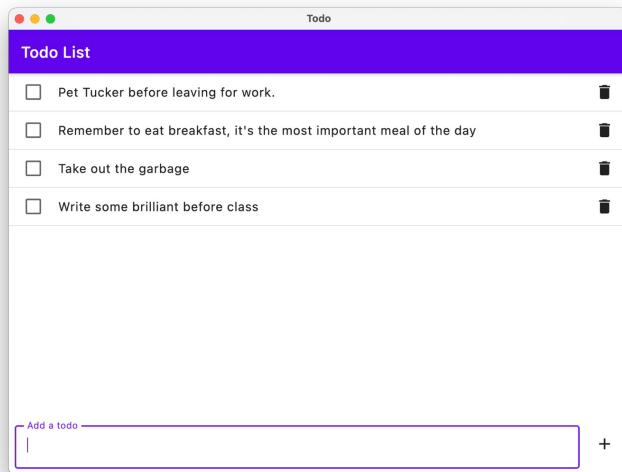 Todo
Todo List
Pet Tucker before leaving for work.
Remember to eat breakfast, it's the most important meal of the day
Take out the garbage
Write some brilliant before class
Add a todo